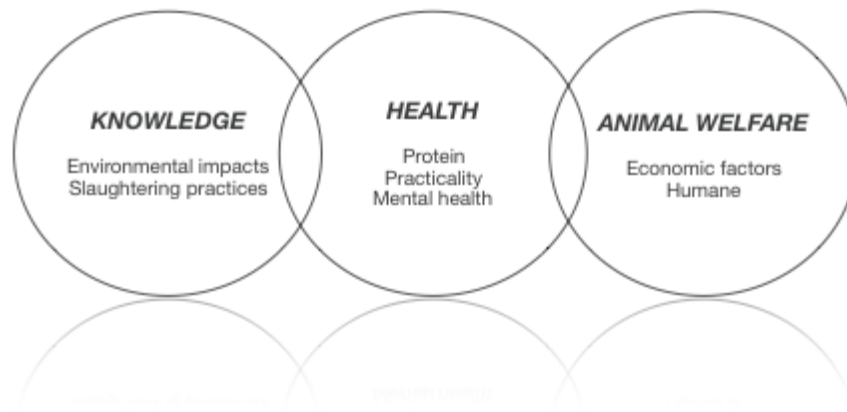 KNOWLEDGE
Environmental impacts
Slaughtering practices
HEALTH
Protein
Practicality
Mental health
ANIMAL WELFARE
Economic factors
Humane